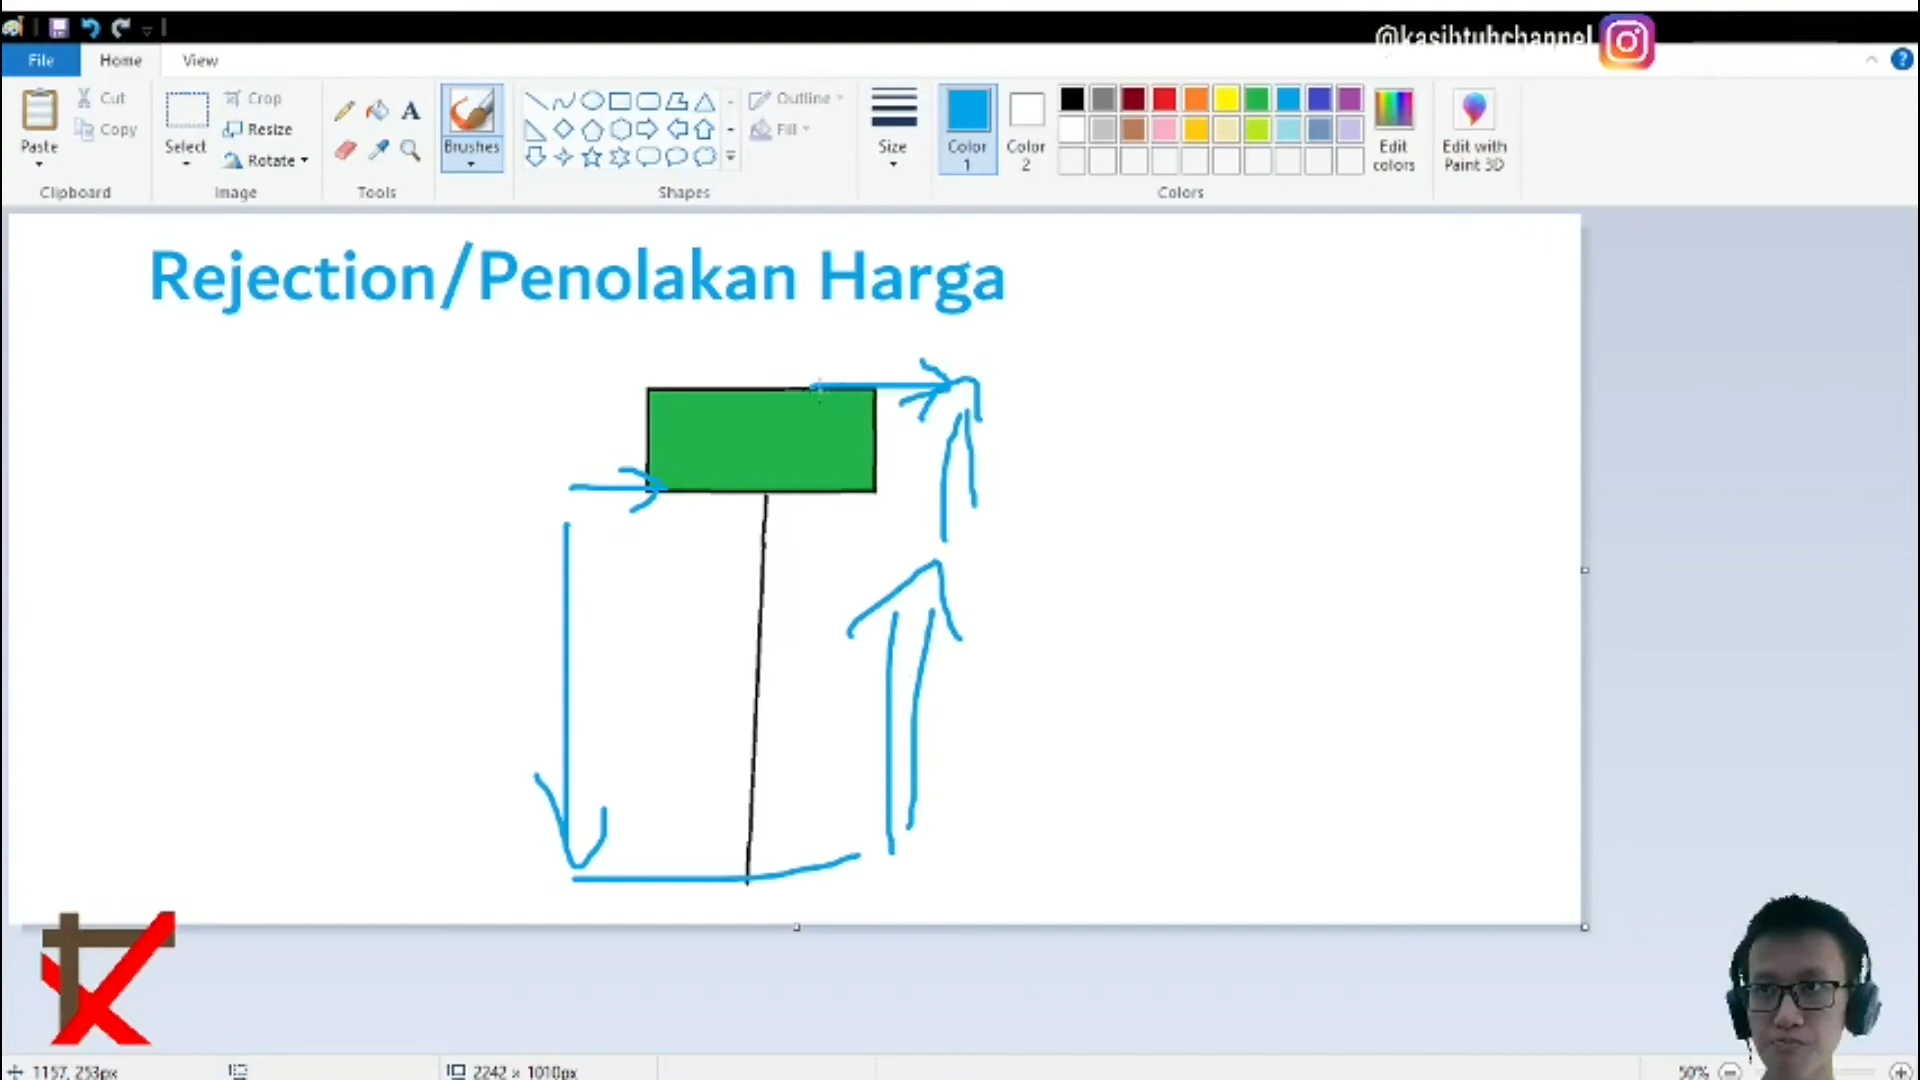 @kasihtuhchannel
File Home View
Paste
Cut
Copy
Clipboard
Select
Crop
Resize
Rotate
Image
A
Tools
Brushes
Shapes
Outline
Fill
Size
Color 1
Color 2
Colors
Edit colors
Edit with Paint 3D
Rejection/Penolakan Harga
1157, 253px
2242 × 1010px
50%